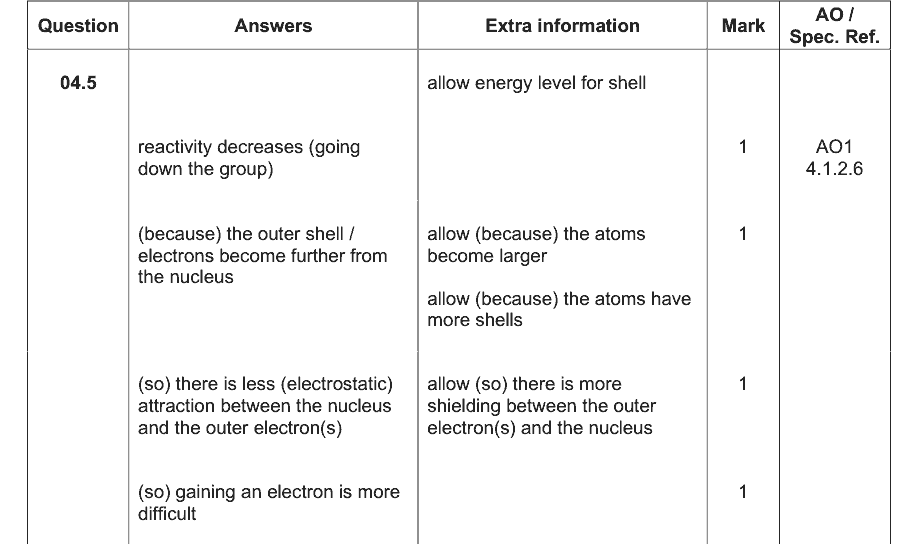 Question Answers Extra information Mark AO /
Spec. Ref.
04.5 allow energy level for shell
reactivity decreases (going 1 AO1
down the group) 4.1.2.6
(because) the outer shell / allow (because) the atoms 1
electrons become further from become larger
the nucleus
allow (because) the atoms have
more shells
(so) there is less (electrostatic) allow (so) there is more 1
attraction between the nucleus shielding between the outer
and the outer electron(s) electron(s) and the nucleus
(so) gaining an electron is more 1
difficult